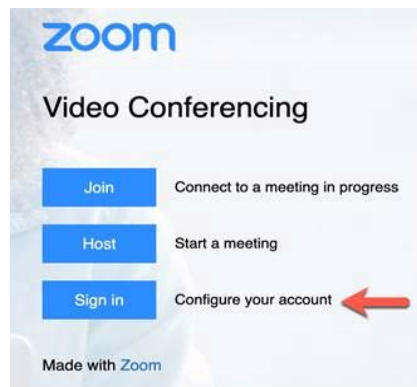 zoom
Video Conferencing
Join Connect to a meeting in progress
Host Start a meeting
Sign in Configure your account
Made with Zoom